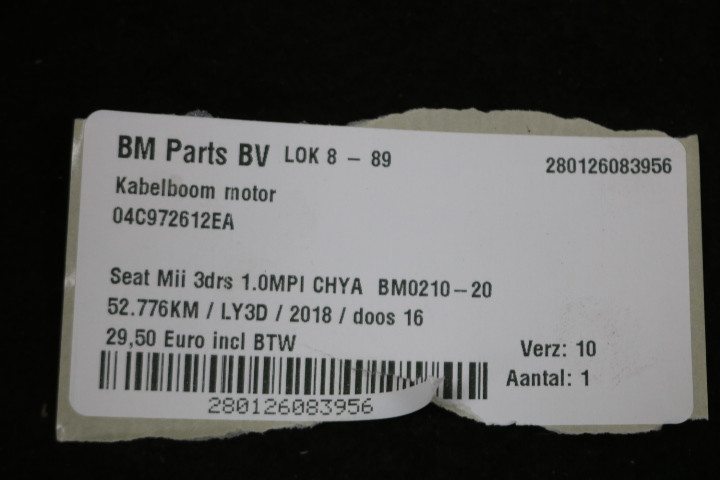 BM Parts BV LOK 8 - 89
280126083956
Kabelboom motor
04C972612EA
Seat Mii 3drs 1.0MPI CHYA BM0210-20
52.776KM / LY3D / 2018 / doos 16
29,50 Euro incl BTW
Verz: 10
Aantal: 1
280126083956